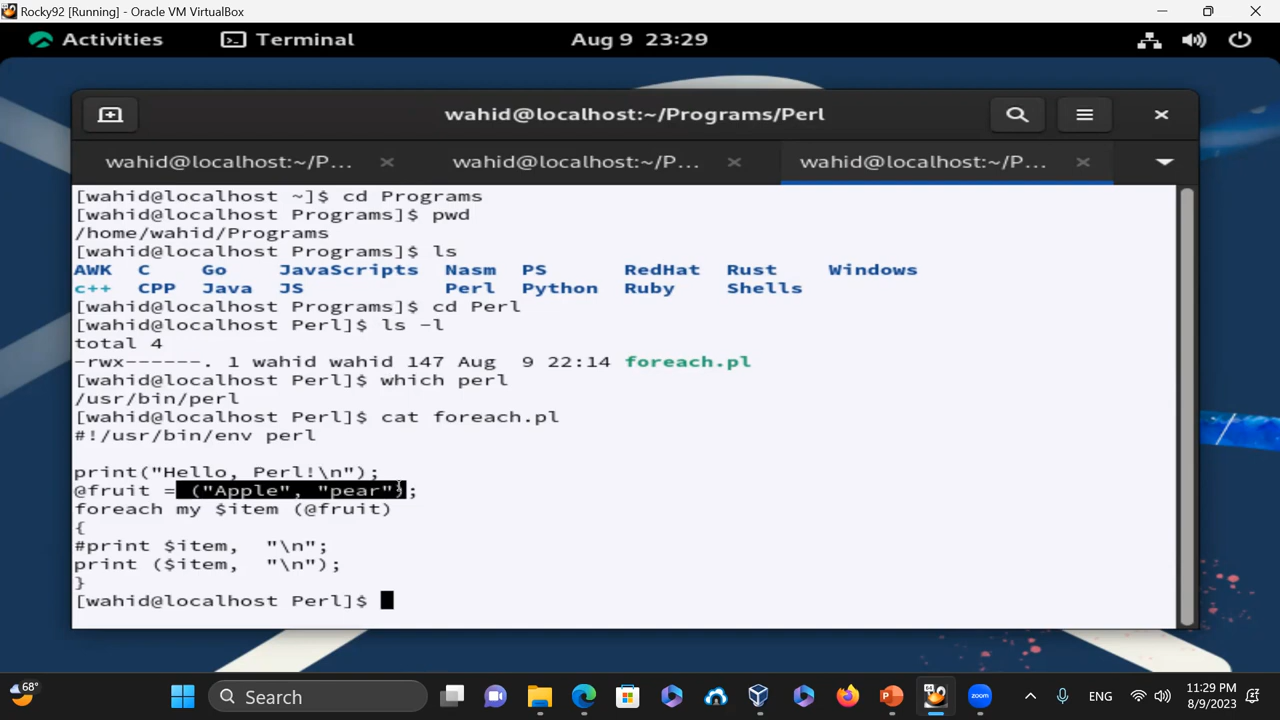 Rocky92 [Running] - Oracle VM VirtualBox
Activities Terminal Aug 9 23:29
wahid@localhost:~/Programs/Perl
wahid@localhost:~/P... wahid@localhost:~/P... wahid@localhost:~/P...
[wahid@localhost ~]$ cd Programs
[wahid@localhost Programs]$ pwd
/home/wahid/Programs
[wahid@localhost Programs]$ ls
AWK C Go JavaScripts Nasm PS RedHat Rust Windows
c++ CPP Java JS Perl Python Ruby Shells
[wahid@localhost Programs]$ cd Perl
[wahid@localhost Perl]$ ls -l
total 4
-rwx------. 1 wahid wahid 147 Aug 9 22:14 foreach.pl
[wahid@localhost Perl]$ which perl
/usr/bin/perl
[wahid@localhost Perl]$ cat foreach.pl
#!/usr/bin/env perl
print("Hello, Perl!\n");
@fruit = ("Apple", "pear");
foreach my $item (@fruit)
{
#print $item, "\n";
print ($item, "\n");
}
[wahid@localhost Perl]$
68°
Search
zoom
ENG
11:29 PM
8/9/2023